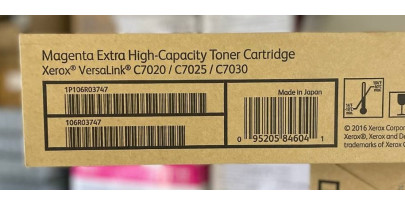 Magenta Extra High-Capacity Toner Cartridge
Xerox® VersaLink® C7020 / C7025 / C7030
1P106R03747
106R03747
Made in Japan
0 95205 84604 1
© 2016 Xerox Corpor
Xerox®, Xerox and De
trademarks of Xerox C